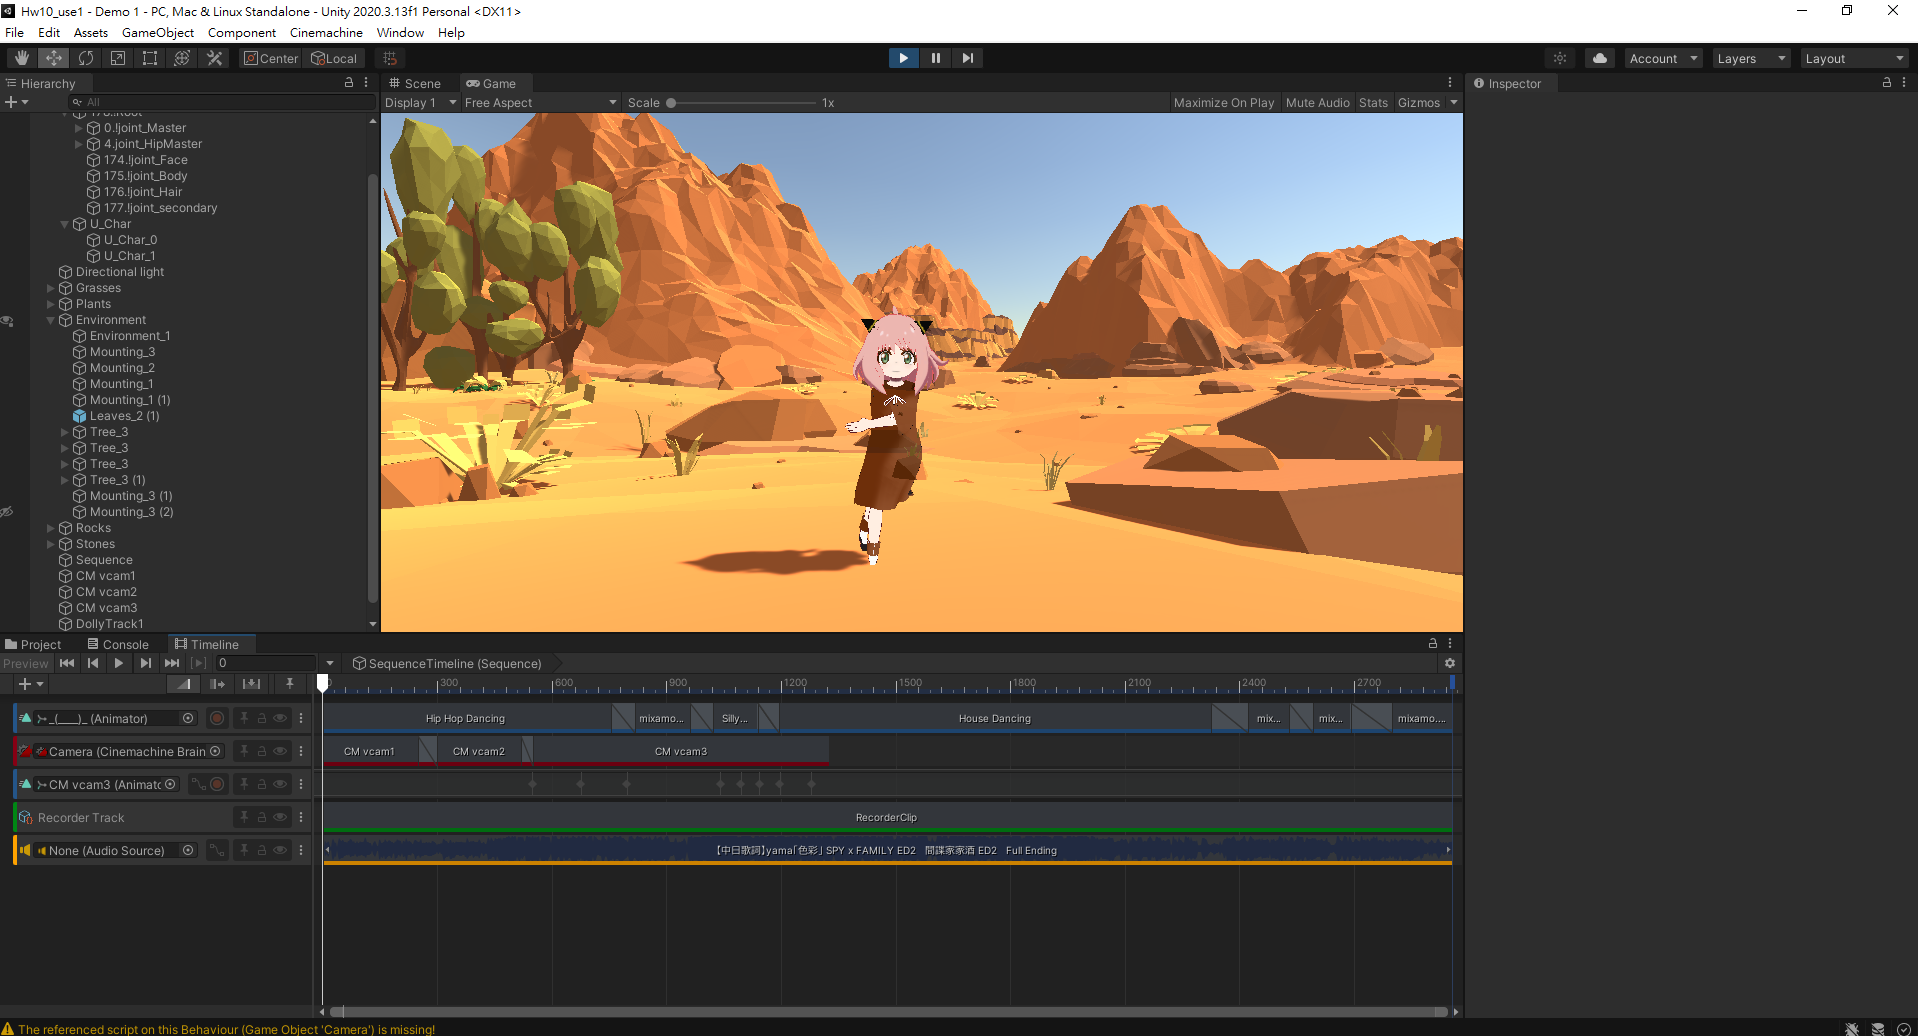 Hw10_use1 - Demo 1 - PC, Mac & Linux Standalone - Unity 2020.3.13f1 Personal <DX11>
File Edit Assets GameObject Component Cinemachine Window Help
Center Local Account Layers Layout
Hierarchy
All
0.!joint_Master
4.joint_HipMaster
174.!joint_Face
175.!joint_Body
176.!joint_Hair
177.!joint_secondary
U_Char
U_Char_0
U_Char_1
Directional light
Grasses
Plants
Environment
Environment_1
Mounting_3
Mounting_2
Mounting_1
Mounting_1 (1)
Leaves_2 (1)
Tree_3
Tree_3
Tree_3
Tree_3 (1)
Mounting_3 (1)
Mounting_3 (2)
Rocks
Stones
Sequence
CM vcam1
CM vcam2
CM vcam3
DollyTrack1
Scene Game
Display 1 Free Aspect Scale 1x Maximize On Play Mute Audio Stats Gizmos
Inspector
Project Console Timeline
Preview 0 SequenceTimeline (Sequence)
300 600 900 1200 1500 1800 2100 2400 2700
_(___)_ (Animator) Hip Hop Dancing mixamo... Silly... House Dancing mix... mix... mixamo....
Camera (Cinemachine Brain CM vcam1 CM vcam2 CM vcam3
CM vcam3 (Animato
Recorder Track RecorderClip
None (Audio Source) 【中日歌詞】yama「色彩」SPY x FAMILY ED2 間諜家家酒 ED2 Full Ending
The referenced script on this Behaviour (Game Object 'Camera') is missing!